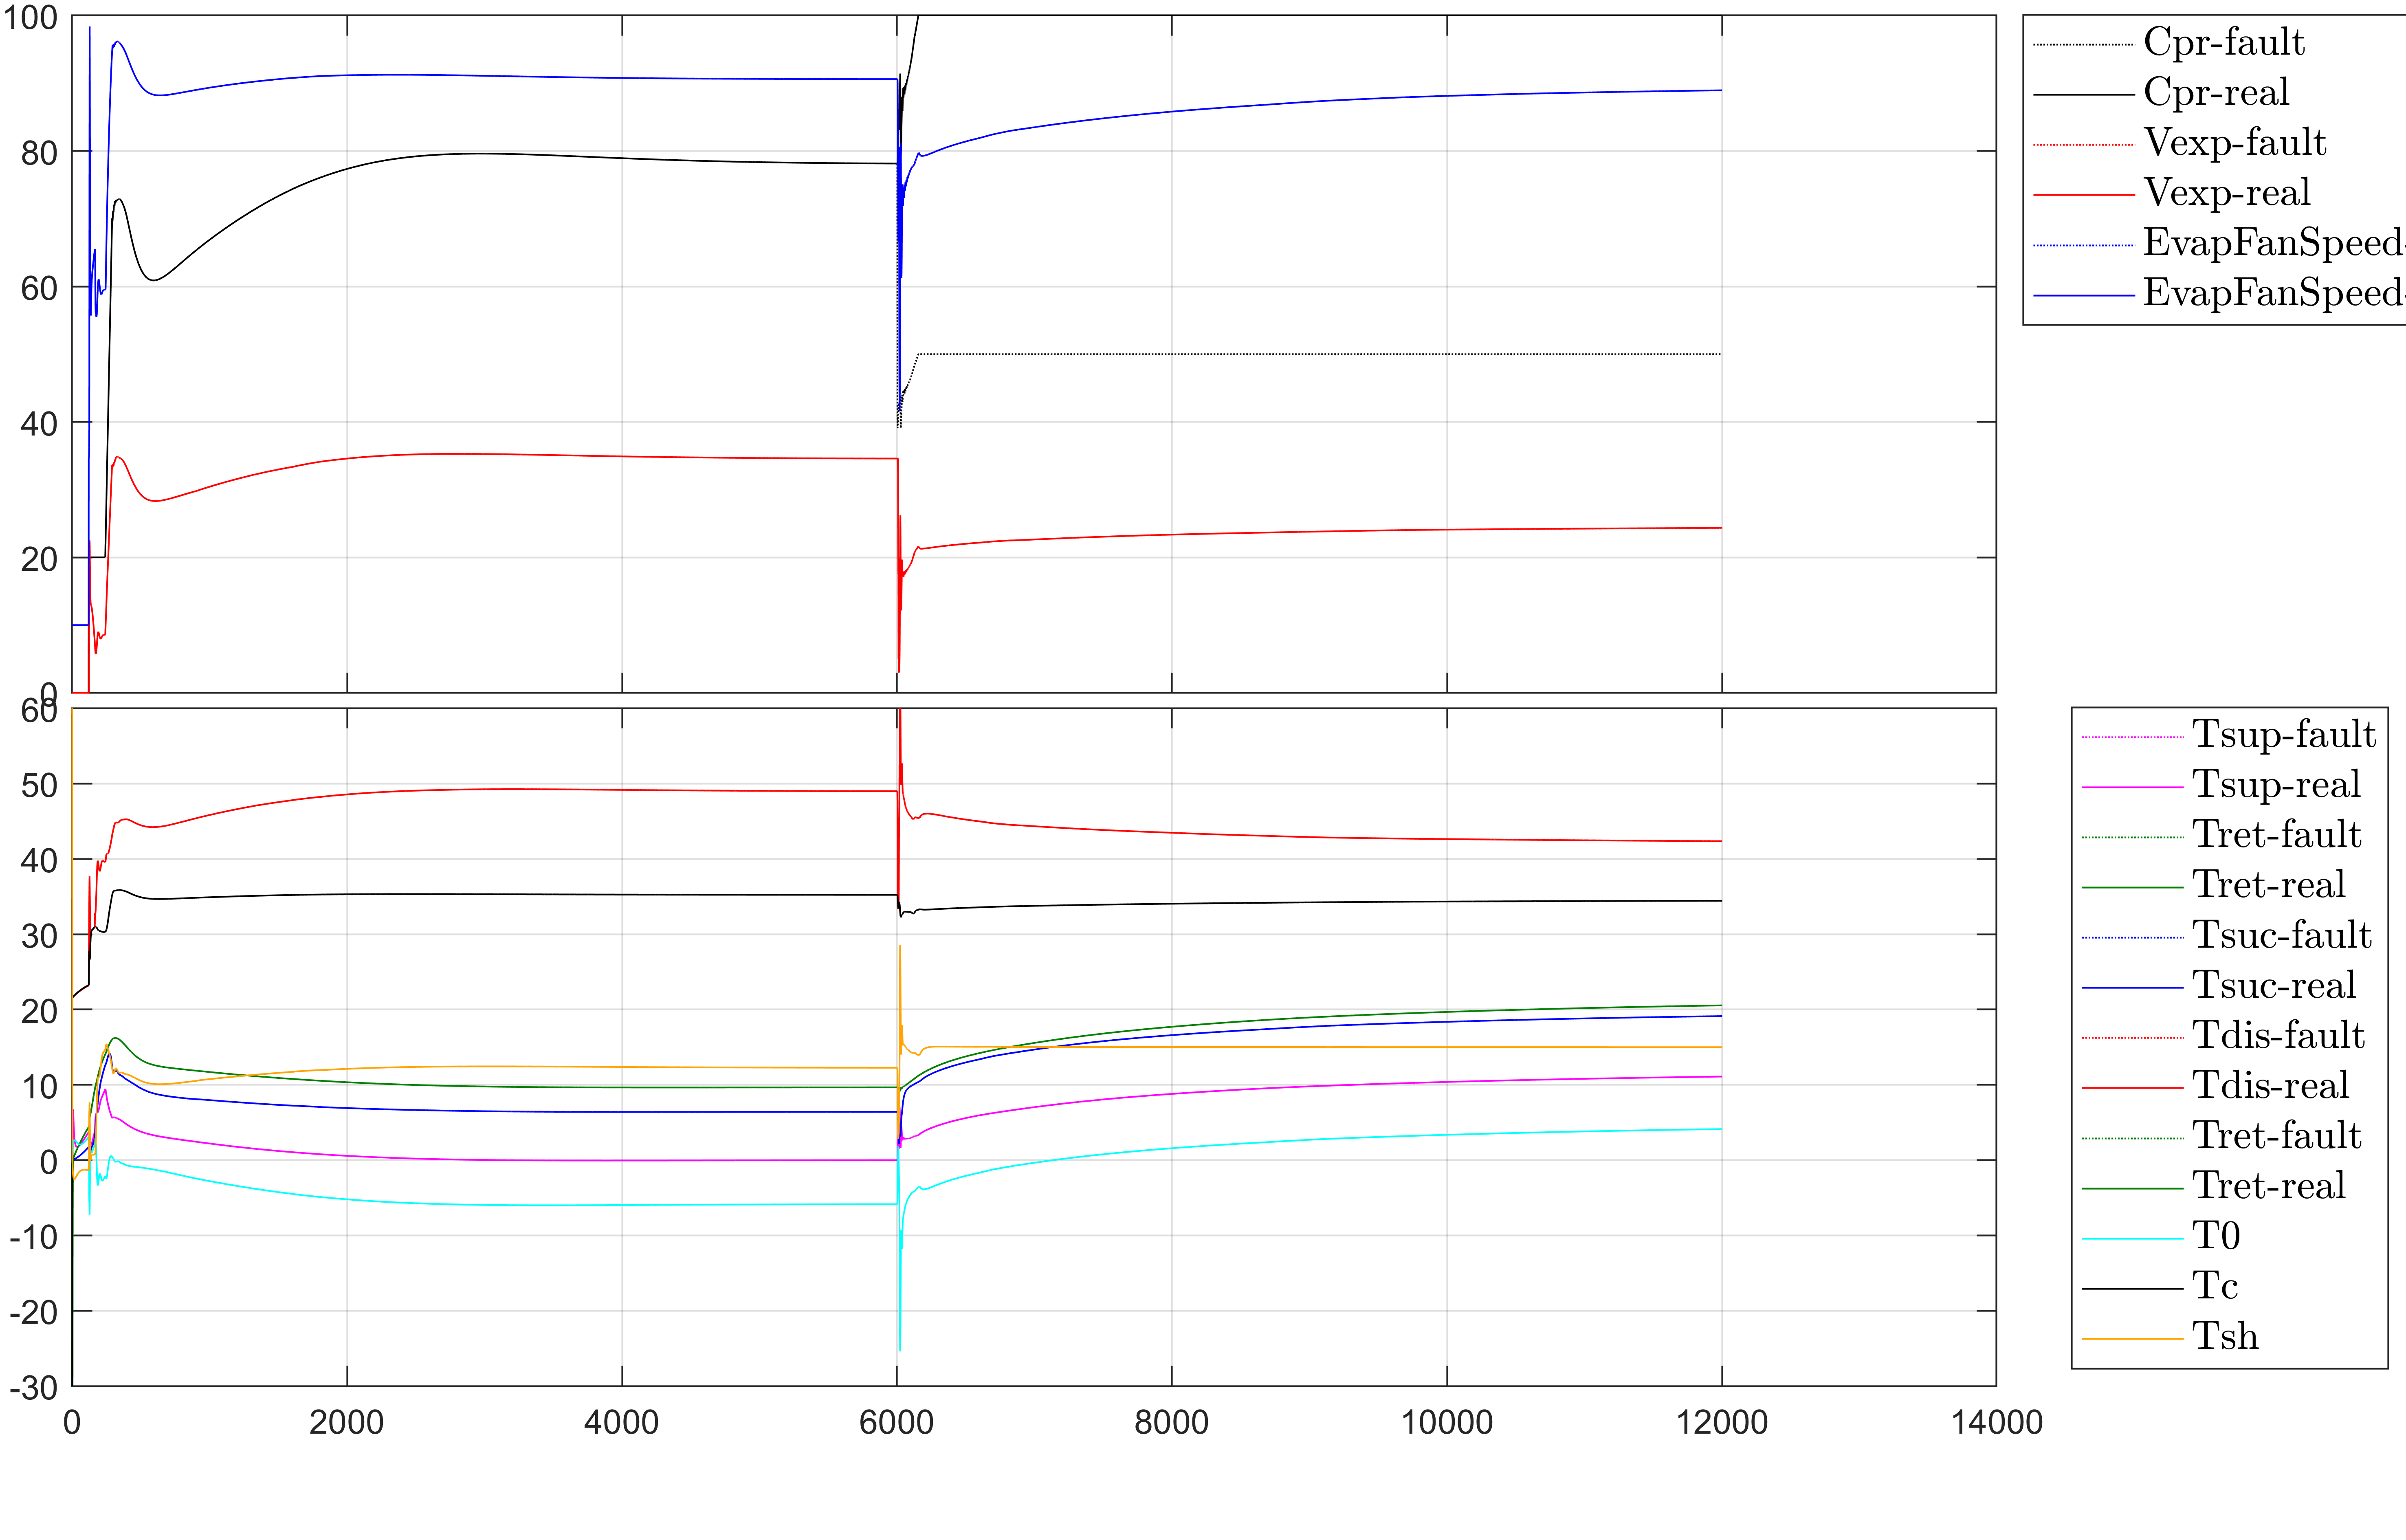 100
80
60
40
20
0
Cpr-fault
Cpr-real
Vexp-fault
Vexp-real
EvapFanSpeed-
EvapFanSpeed-
60
50
40
30
20
10
0
-10
-20
-30
0 2000 4000 6000 8000 10000 12000 14000
Tsup-fault
Tsup-real
Tret-fault
Tret-real
Tsuc-fault
Tsuc-real
Tdis-fault
Tdis-real
Tret-fault
Tret-real
T0
Tc
Tsh